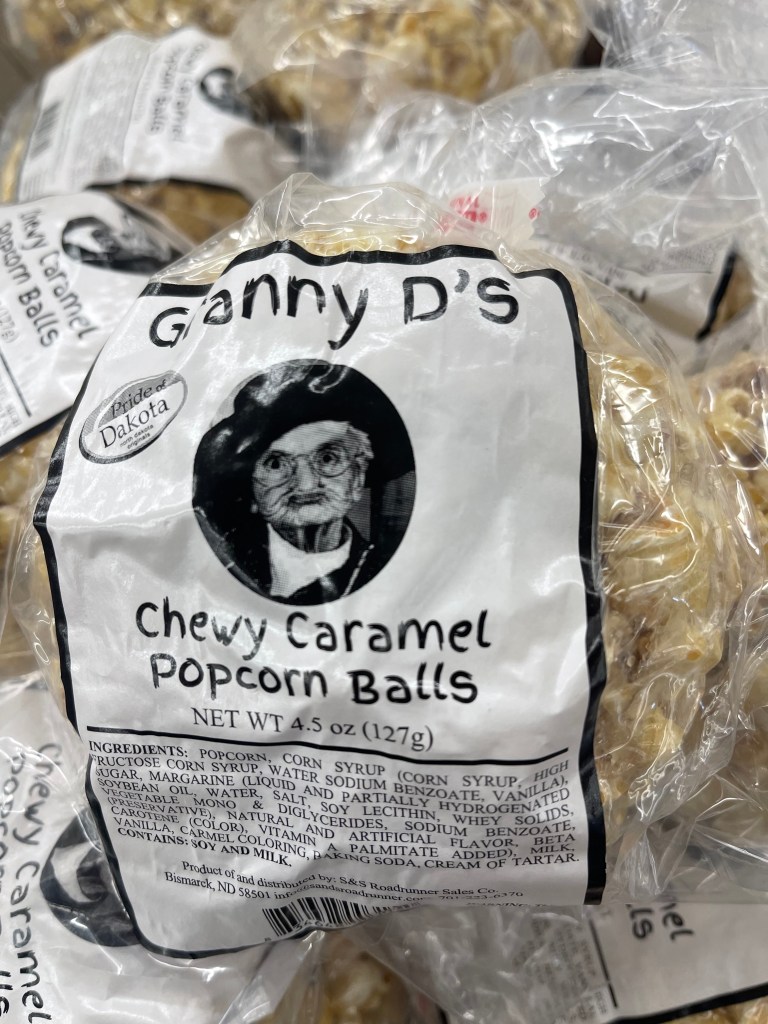 Granny D's
Pride of
Dakota
north dakota
originals
Chewy Caramel
Popcorn Balls
NET WT 4.5 oz (127g)
INGREDIENTS: POPCORN, CORN SYRUP (CORN SYRUP, HIGH
FRUCTOSE CORN SYRUP, WATER SODIUM BENZOATE, VANILLA),
SUGAR, MARGARINE (LIQUID AND PARTIALLY HYDROGENATED
SOYBEAN OIL, WATER, SALT, SOY LECITHIN, WHEY SOLIDS,
VEGETABLE MONO & DIGLYCERIDES, SODIUM BENZOATE,
(PRESERVATIVE), NATURAL AND ARTIFICIAL FLAVOR, BETA
CAROTENE (COLOR), VITAMIN A PALMITATE ADDED), MILK,
VANILLA, CARMEL COLORING, BAKING SODA, CREAM OF TARTAR.
CONTAINS: SOY AND MILK.
Product of and distributed by: S&S Roadrunner Sales Co.
Bismarck, ND 58501
Caramel
Popcorn Balls
Caramel
Popcorn Balls
Chewy Caramel